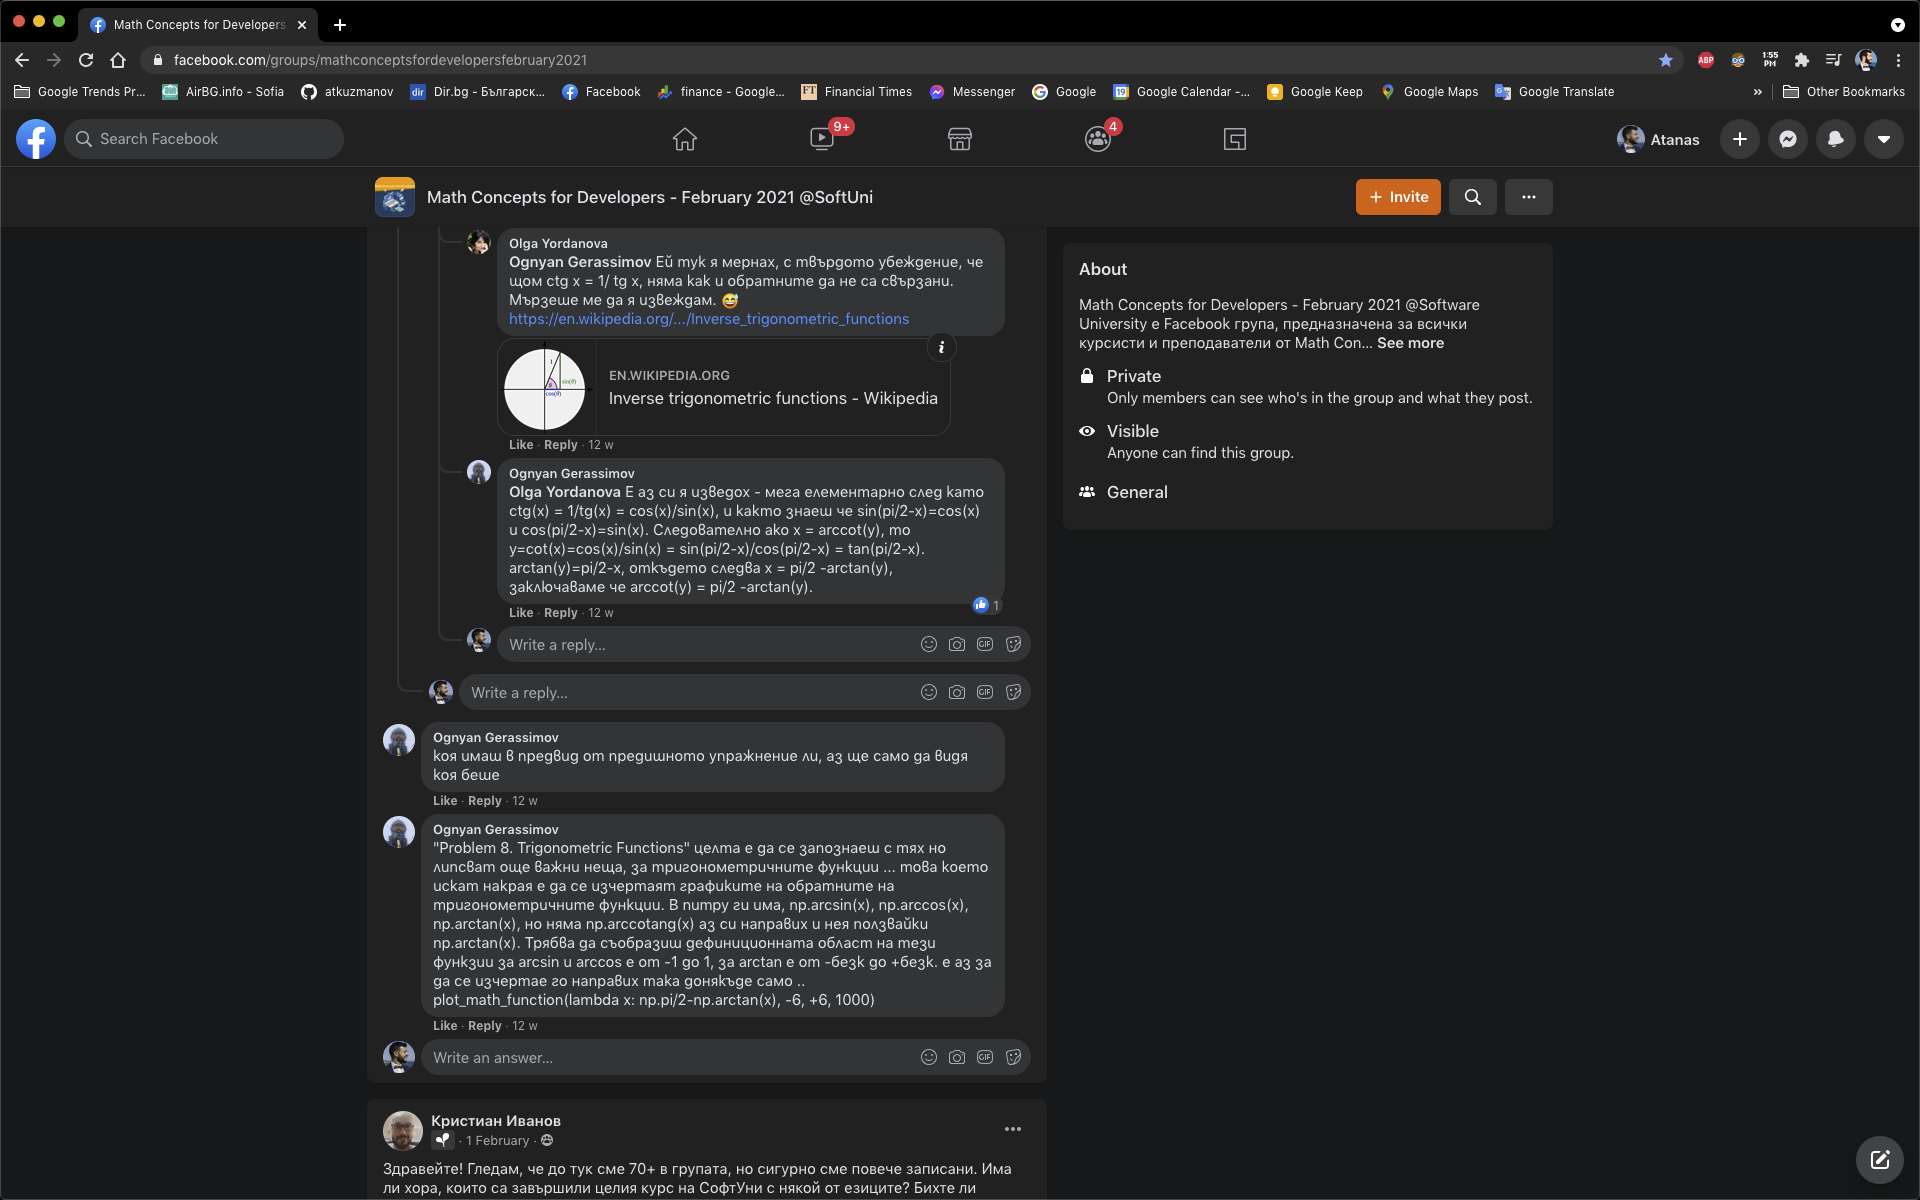 Math Concepts for Developers
facebook.com/groups/mathconceptsfordevelopersfebruary2021
ABP
1:55 PM
Google Trends Pr...
AirBG.info - Sofia
atkuzmanov
dir
Dir.bg - Българск...
Facebook
finance - Google...
FT
Financial Times
Messenger
Google
19
Google Calendar -...
Google Keep
Google Maps
Google Translate
»
Other Bookmarks
Search Facebook
9+
4
Atanas
Math Concepts for Developers - February 2021 @SoftUni
+ Invite
Olga Yordanova
Ognyan Gerassimov Ей тук я мернах, с твърдото убеждение, че
щом ctg x = 1/ tg x, няма как и обратните да не са свързани.
Мързеше ме да я извеждам. 😅
https://en.wikipedia.org/.../Inverse_trigonometric_functions
1
sin(θ)
θ
cos(θ)
EN.WIKIPEDIA.ORG
Inverse trigonometric functions - Wikipedia
Like · Reply · 12 w
Ognyan Gerassimov
Olga Yordanova Е аз си я изведох - мега елементарно след като
ctg(x) = 1/tg(x) = cos(x)/sin(x), и както знаеш че sin(pi/2-x)=cos(x)
и cos(pi/2-x)=sin(x). Следователно ако x = arccot(y), то
y=cot(x)=cos(x)/sin(x) = sin(pi/2-x)/cos(pi/2-x) = tan(pi/2-x).
arctan(y)=pi/2-x, откъдето следва x = pi/2 -arctan(y),
заключаваме че arccot(y) = pi/2 -arctan(y).
1
Like · Reply · 12 w
Write a reply...
GIF
Write a reply...
GIF
Ognyan Gerassimov
коя имаш в предвид от предишното упражнение ли, аз ще само да видя
коя беше
Like · Reply · 12 w
Ognyan Gerassimov
"Problem 8. Trigonometric Functions" целта е да се запознаеш с тях но
липсват още важни неща, за тригонометричните функции ... това което
искат накрая е да се изчертаят графиките на обратните на
тригонометричните функции. В питру ги има, np.arcsin(x), np.arccos(x),
np.arctan(x), но няма np.arccotang(x) аз си направих и нея ползвайки
np.arctan(x). Трябва да съобразиш дефиниционната област на тези
функзии за arcsin и arccos е от -1 до 1, за arctan е от -безк до +безк. е аз за
да се изчертае го направих така донякъде само ..
plot_math_function(lambda x: np.pi/2-np.arctan(x), -6, +6, 1000)
Like · Reply · 12 w
Write an answer...
GIF
Кристиан Иванов
· 1 February ·
Здравейте! Гледам, че до тук сме 70+ в групата, но сигурно сме повече записани. Има
ли хора, които са завършили целия курс на СофтУни с някой от езиците? Бихте ли
About
Math Concepts for Developers - February 2021 @Software
University е Facebook група, предназначена за всички
курсисти и преподаватели от Math Con... See more
Private
Only members can see who's in the group and what they post.
Visible
Anyone can find this group.
General